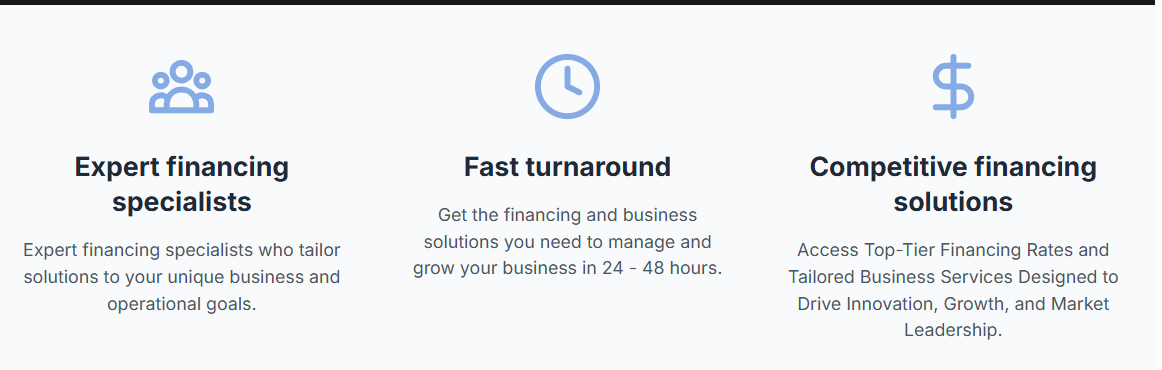 Expert financing
specialists
Expert financing specialists who tailor
solutions to your unique business and
operational goals.
Fast turnaround
Get the financing and business
solutions you need to manage and
grow your business in 24 - 48 hours.
Competitive financing
solutions
Access Top-Tier Financing Rates and
Tailored Business Services Designed to
Drive Innovation, Growth, and Market
Leadership.